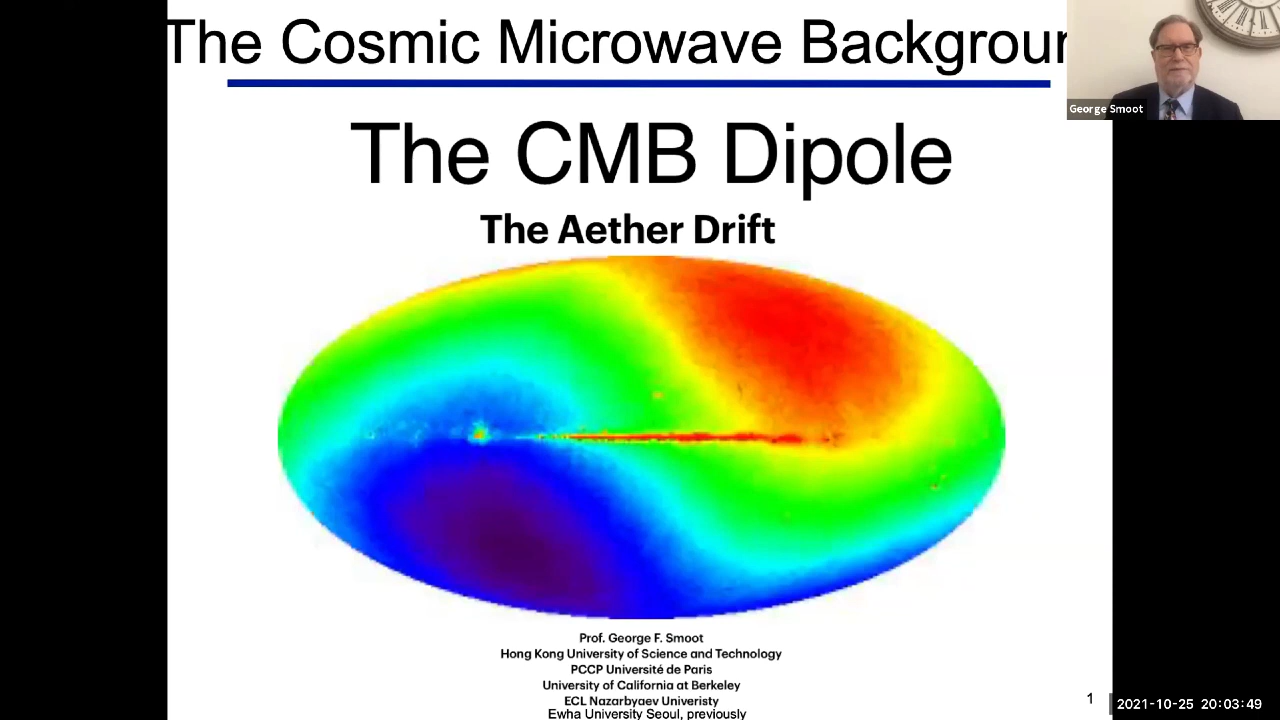 The Cosmic Microwave Backgroun
George Smoot
The CMB Dipole
The Aether Drift
Prof. George F. Smoot
Hong Kong University of Science and Technology
PCCP Université de Paris
University of California at Berkeley
ECL Nazarbyaev Univeristy
Ewha University Seoul, previously
1
2021-10-25 20:03:49